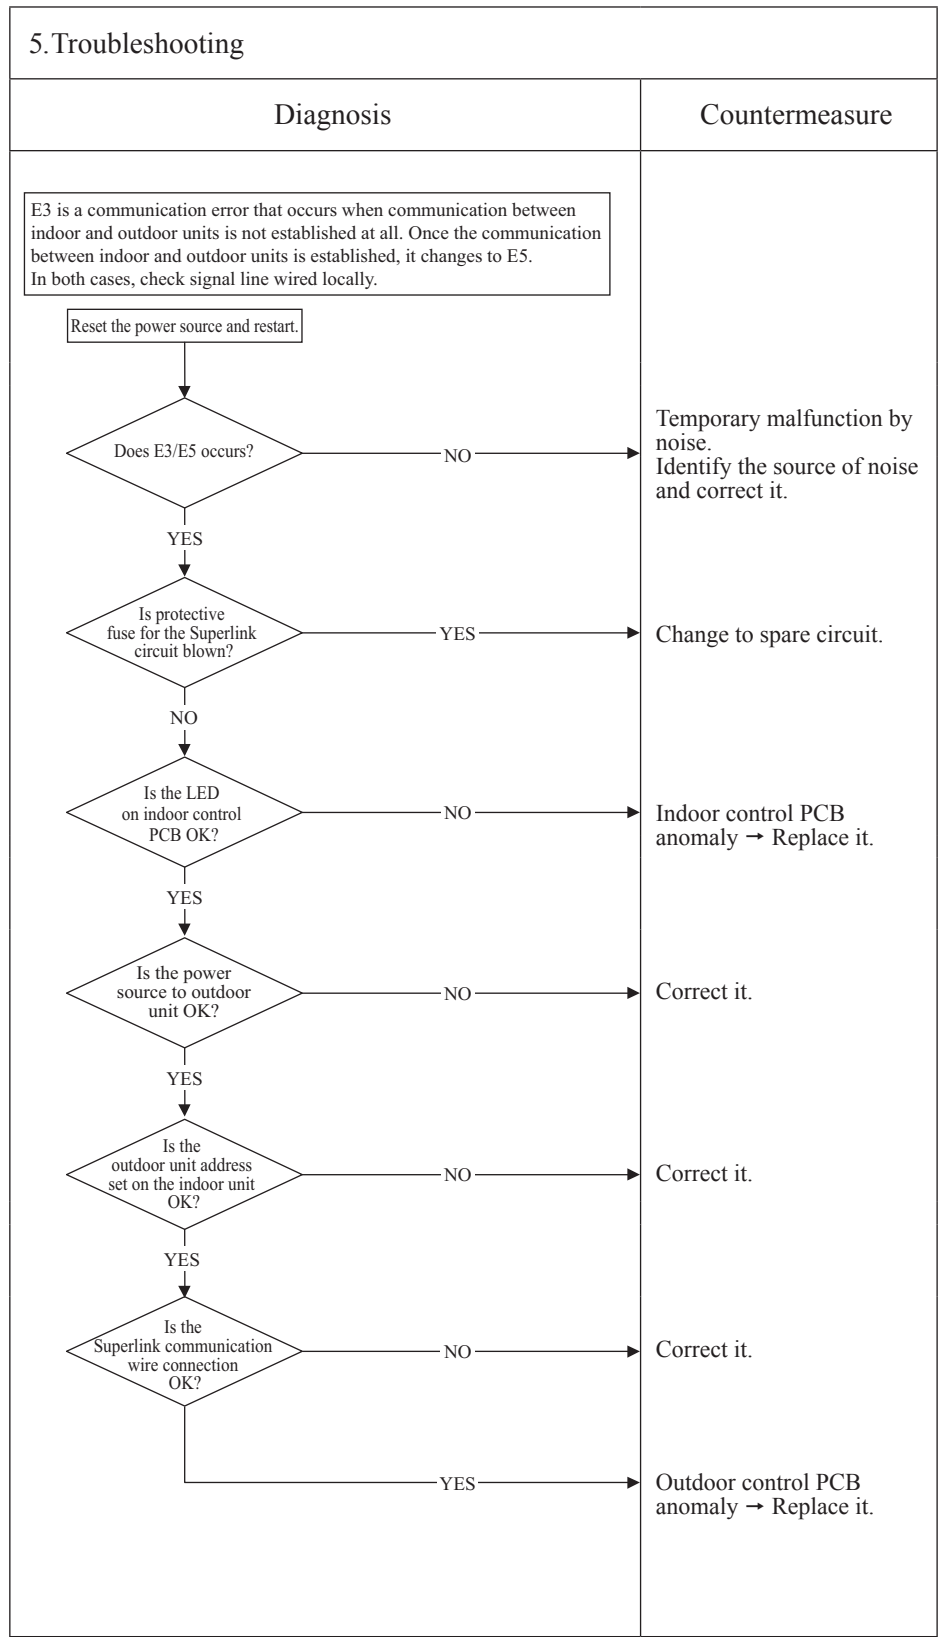 5.Troubleshooting
Diagnosis
Countermeasure
E3 is a communication error that occurs when communication between
indoor and outdoor units is not established at all. Once the communication
between indoor and outdoor units is established, it changes to E5.
In both cases, check signal line wired locally.
Reset the power source and restart.
Does E3/E5 occurs?
NO
Temporary malfunction by
noise.
Identify the source of noise
and correct it.
YES
Is protective
fuse for the Superlink
circuit blown?
YES
Change to spare circuit.
NO
Is the LED
on indoor control
PCB OK?
NO
Indoor control PCB
anomaly → Replace it.
YES
Is the power
source to outdoor
unit OK?
NO
Correct it.
YES
Is the
outdoor unit address
set on the indoor unit
OK?
NO
Correct it.
YES
Is the
Superlink communication
wire connection
OK?
NO
Correct it.
YES
Outdoor control PCB
anomaly → Replace it.